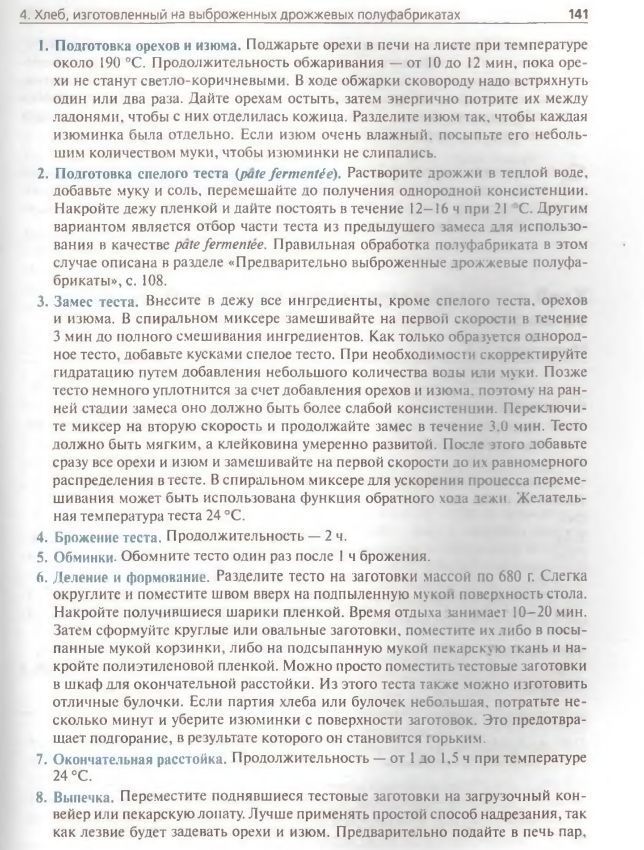 4. Хлеб, изготовленный на выброженных дрожжевых полуфабрикатах 141
1. Подготовка орехов и изюма. Поджарьте орехи в печи на листе при температуре
около 190 °C. Продолжительность обжаривания — от 10 до 12 мин, пока оре-
хи не станут светло-коричневыми. В ходе обжарки сковороду надо встряхнуть
один или два раза. Дайте орехам остыть, затем энергично потрите их между
ладонями, чтобы с них отделилась кожица. Разделите изюм так, чтобы каждая
изюминка была отдельно. Если изюм очень влажный, посыпьте его неболь-
шим количеством муки, чтобы изюминки не слипались.
2. Подготовка спелого теста (pâte fermentée). Растворите дрожжи в теплой воде,
добавьте муку и соль, перемешайте до получения однородной консистенции.
Накройте дежу пленкой и дайте постоять в течение 12—16 ч при 21 °C. Другим
вариантом является отбор части теста из предыдущего замеса для использо-
вания в качестве pâte fermentée. Правильная обработка полуфабриката в этом
случае описана в разделе «Предварительно выброженные дрожжевые полуфа-
брикаты», с. 108.
3. Замес теста. Внесите в дежу все ингредиенты, кроме спелого теста, орехов
и изюма. В спиральном миксере замешивайте на первой скорости в течение
3 мин до полного смешивания ингредиентов. Как только образуется однород-
ное тесто, добавьте кусками спелое тесто. При необходимости скорректируйте
гидратацию путем добавления небольшого количества воды или муки. Позже
тесто немного уплотнится за счет добавления орехов и изюма, поэтому на ран-
ней стадии замеса оно должно быть более слабой консистенции. Переключи-
те миксер на вторую скорость и продолжайте замес в течение 3,0 мин. Тесто
должно быть мягким, а клейковина умеренно развитой. После этого добавьте
сразу все орехи и изюм и замешивайте на первой скорости до их равномерного
распределения в тесте. В спиральном миксере для ускорения процесса переме-
шивания может быть использована функция обратного хода дежи. Желатель-
ная температура теста 24 °C.
4. Брожение теста. Продолжительность — 2 ч.
5. Обминки. Обомните тесто один раз после 1 ч брожения.
6. Деление и формование. Разделите тесто на заготовки массой по 680 г. Слегка
округлите и поместите швом вверх на подпыленную мукой поверхность стола.
Накройте получившиеся шарики пленкой. Время отдыха занимает 10—20 мин.
Затем сформуйте круглые или овальные заготовки, поместите их либо в посы-
панные мукой корзинки, либо на подсыпанную мукой пекарскую ткань и на-
кройте полиэтиленовой пленкой. Можно просто поместить тестовые заготовки
в шкаф для окончательной расстойки. Из этого теста также можно изготовить
отличные булочки. Если партия хлеба или булочек небольшая, потратьте не-
сколько минут и уберите изюминки с поверхности заготовок. Это предотвра-
щает подгорание, в результате которого он становится горьким.
7. Окончательная расстойка. Продолжительность — от 1 до 1,5 ч при температуре
24 °C.
8. Выпечка. Переместите поднявшиеся тестовые заготовки на загрузочный кон-
вейер или пекарскую лопату. Лучше применять простой способ надрезания, так
как лезвие будет задевать орехи и изюм. Предварительно подайте в печь пар,